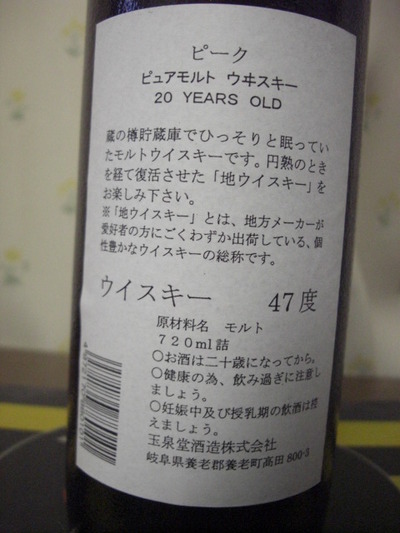 ピーク
ピュアモルト ウヰスキー
20 YEARS OLD
蔵の樽貯蔵庫でひっそりと眠ってい
たモルトウイスキーです。円熟のとき
を経て復活させた「地ウイスキー」を
お楽しみ下さい。
※「地ウイスキー」とは、地方メーカーが
愛好者の方にごくわずか出荷している、個
性豊かなウイスキーの総称です。
ウイスキー 47度
原材料名 モルト
720ml詰
○お酒は二十歳になってから。
○健康の為、飲み過ぎに注意し
ましょう。
○妊娠中及び授乳期の飲酒は控
えましょう。
玉泉堂酒造株式会社
岐阜県養老郡養老町高田800-3